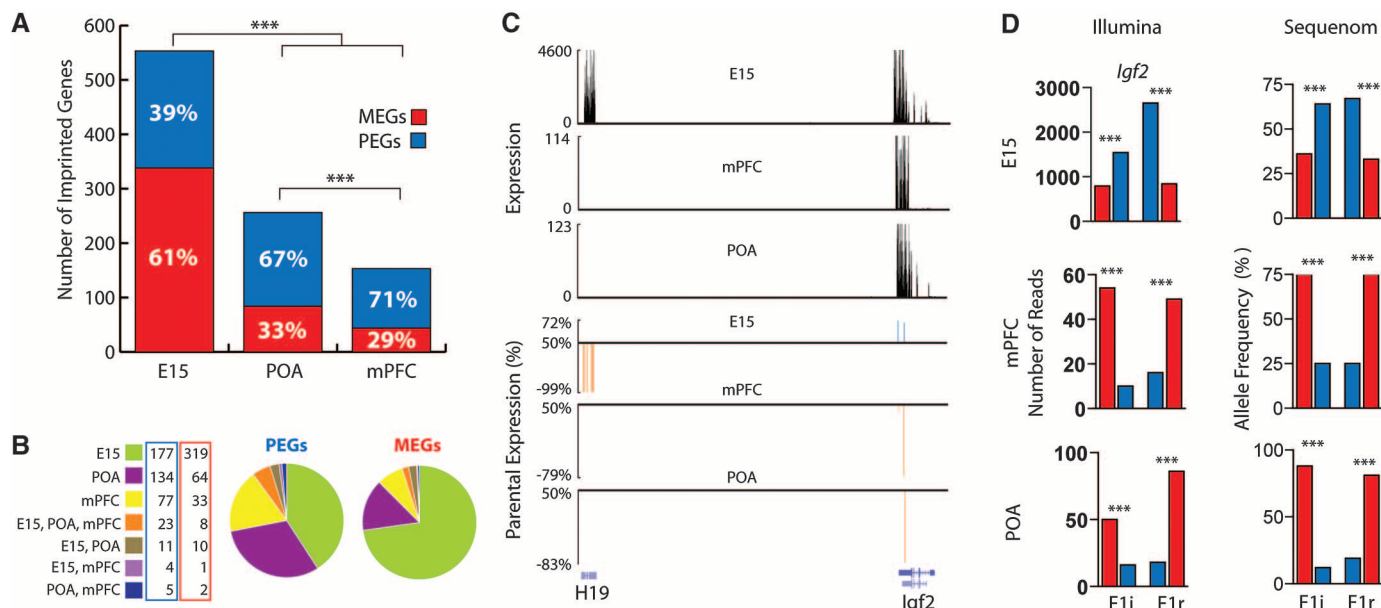 A
***
600
500
400
300
200
100
0
Number of Imprinted Genes
39%
61%
67%
33%
71%
29%
***
MEGs
PEGs
E15
POA
mPFC
B
E15 177 319
POA 134 64
mPFC 77 33
E15, POA, mPFC 23 8
E15, POA 11 10
E15, mPFC 4 1
POA, mPFC 5 2
PEGs
MEGs
C
Expression
4600
E15
0
114
mPFC
0
123
POA
0
Parental Expression (%)
72%
E15
50%
-99%
mPFC
50%
-79%
POA
50%
-83%
H19
Igf2
D
Illumina
Sequenom
Igf2
E15
3000
2000
1000
0
*** ***
75
50
25
0
*** ***
mPFC
Number of Reads
60
40
20
0
*** ***
Allele Frequency (%)
75
50
25
0
*** ***
POA
100
50
0
*** ***
100
50
0
*** ***
F1i F1r
F1i F1r